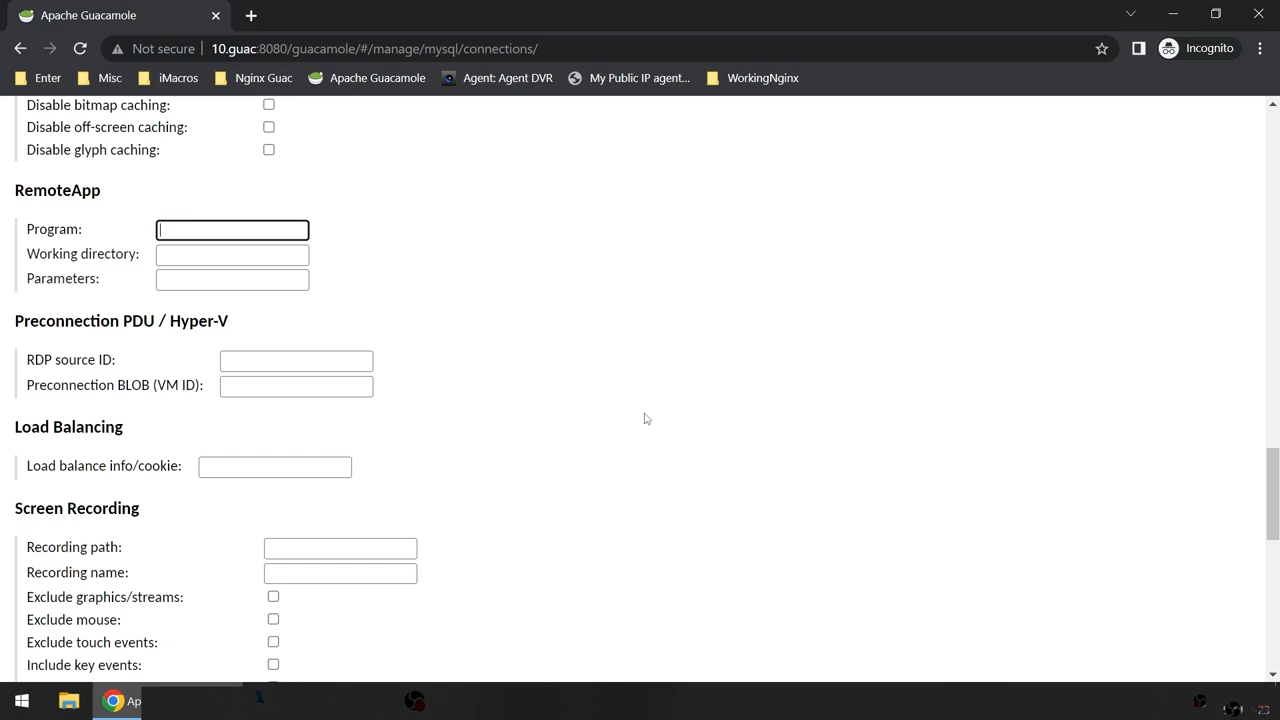 Apache Guacamole
Not secure
10.guac:8080/guacamole/#/manage/mysql/connections/
Incognito
Enter
Misc
iMacros
Nginx Guac
Apache Guacamole
Agent: Agent DVR
My Public IP agent...
WorkingNginx
Disable bitmap caching:
Disable off-screen caching:
Disable glyph caching:
RemoteApp
Program:
Working directory:
Parameters:
Preconnection PDU / Hyper-V
RDP source ID:
Preconnection BLOB (VM ID):
Load Balancing
Load balance info/cookie:
Screen Recording
Recording path:
Recording name:
Exclude graphics/streams:
Exclude mouse:
Exclude touch events:
Include key events:
Ap